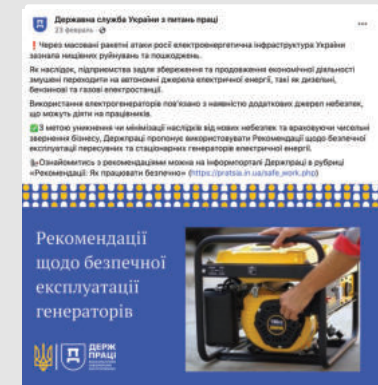 Державна служба України з питань праці
23 февраль ·
❗Через масовані ракетні атаки росії електроенергетична інфраструктура України
зазнала нищівних руйнувань та пошкоджень.
Як наслідок, підприємства задля збереження та продовження економічної діяльності
змушені переходити на автономні джерела електричної енергії, такі як дизельні,
бензинові та газові електростанції.
Використання електрогенераторів пов'язано з наявністю додаткових джерел небезпек,
що можуть діяти на працівників.
✅З метою уникнення чи мінімізації наслідків від нових небезпек та враховуючи чисельні
звернення бізнесу, Держпраці пропонує використовувати Рекомендації щодо безпечної
експлуатації пересувних та стаціонарних генераторів електричної енергії.
Ознайомитись з рекомендаціями можна на інформпорталі Держпраці в рубриці
«Рекомендації: Як працювати безпечно» (https://pratsia.in.ua/safe_work.php)
Рекомендації
щодо безпечної
експлуатації
генераторів
ДЕРЖ
ПРАЦІ